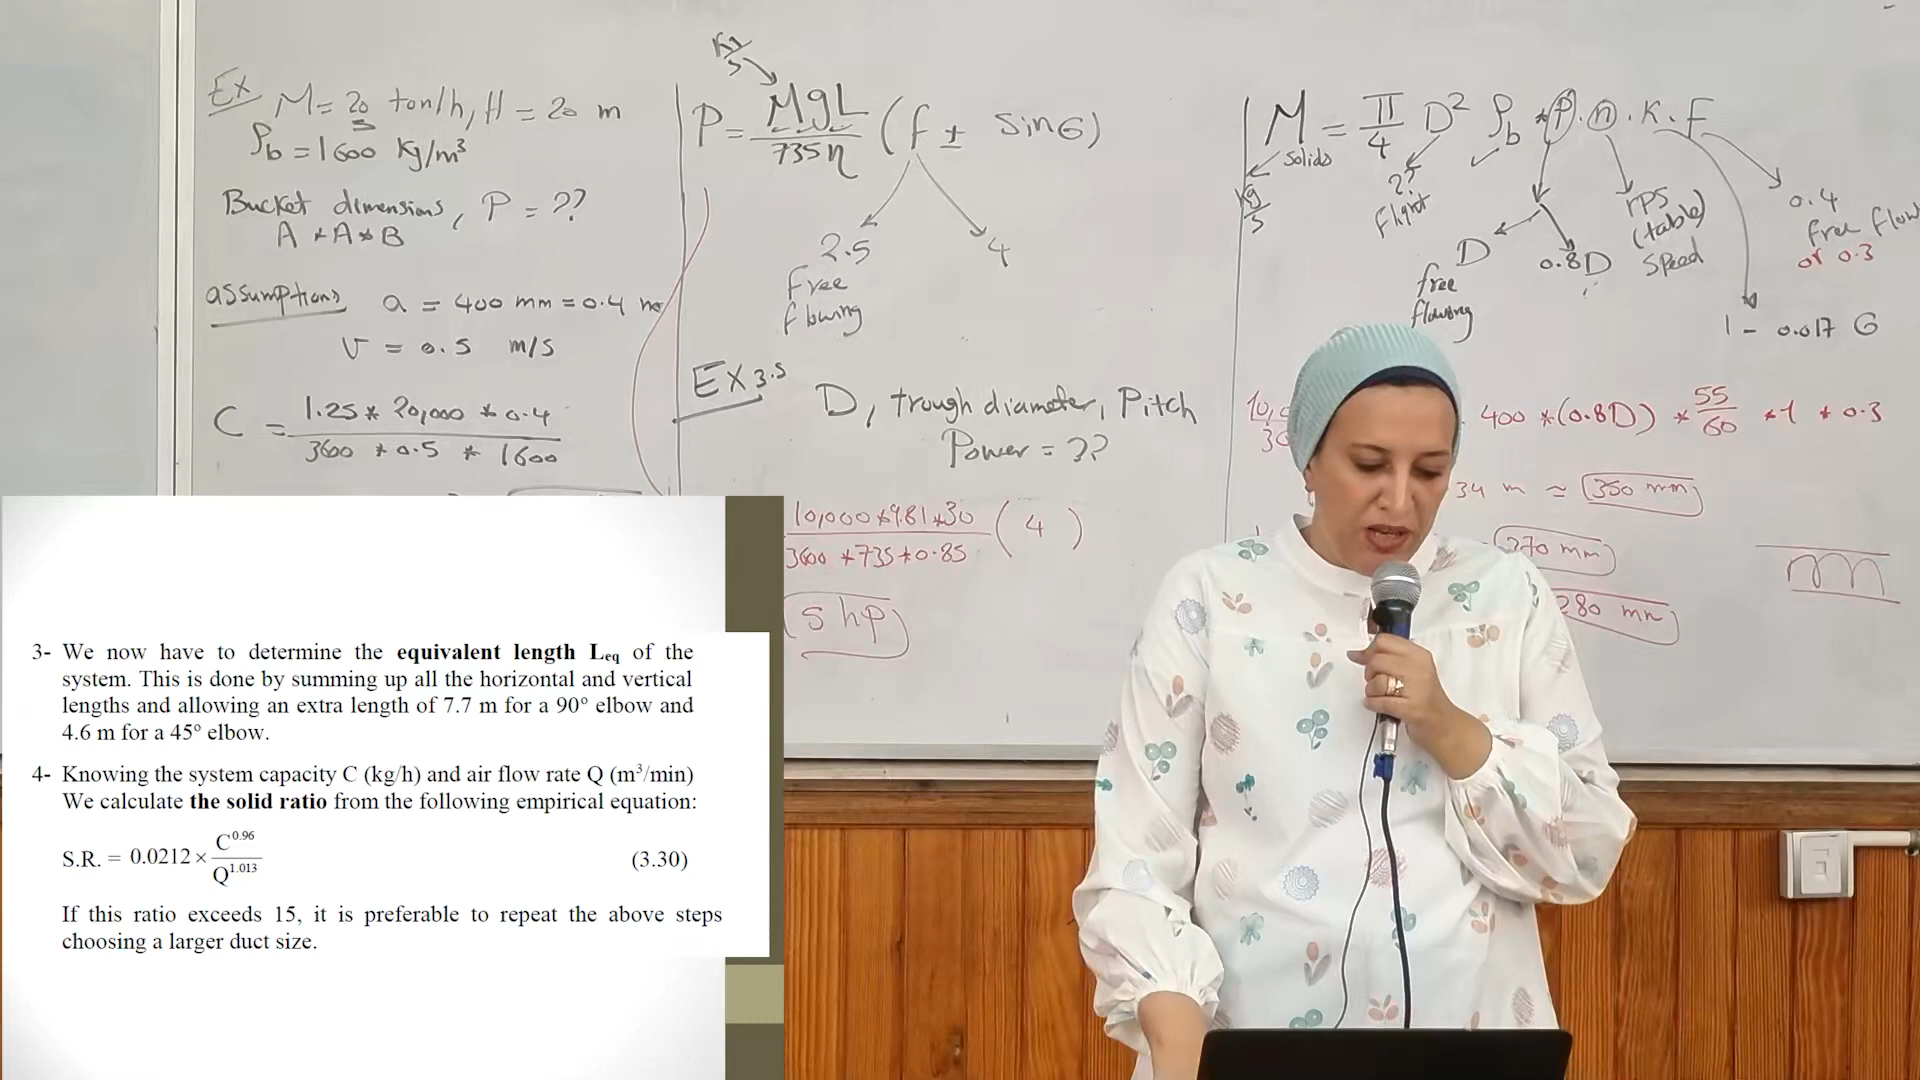 Ex M = 20 ton/h, H = 20 m
5
ρb = 1600 Kg/m³
Bucket dimensions, P = ??
A * A * B
assumptions a = 400 mm = 0.4 m
v = 0.5 m/s
C = 1.25 * 20,000 * 0.4
3600 * 0.5 * 1600
Kg
s
P = MgL (f ± sin θ)
735 η
2.5
free
flowing
4
EX 3.5
D, trough diameter, Pitch
Power = ??
10,000 * 9.81 * 30 ( 4 )
3600 * 735 * 0.85
5 hp
M = π D² ρb * P . n . K . F
4
solids
kg
s
??
flight
D
free
flowing
0.8D
rps
(table)
speed
0.4
free flow
or 0.3
1 - 0.017 θ
400 * (0.8D) * 55 * 1 * 0.3
60
34 m ≈ 350 mm
270 mm
280 mm
3- We now have to determine the equivalent length Leq of the
system. This is done by summing up all the horizontal and vertical
lengths and allowing an extra length of 7.7 m for a 90º elbow and
4.6 m for a 45º elbow.
4- Knowing the system capacity C (kg/h) and air flow rate Q (m³/min)
We calculate the solid ratio from the following empirical equation:
S.R. = 0.0212 × C^0.96 / Q^1.013 (3.30)
If this ratio exceeds 15, it is preferable to repeat the above steps
choosing a larger duct size.